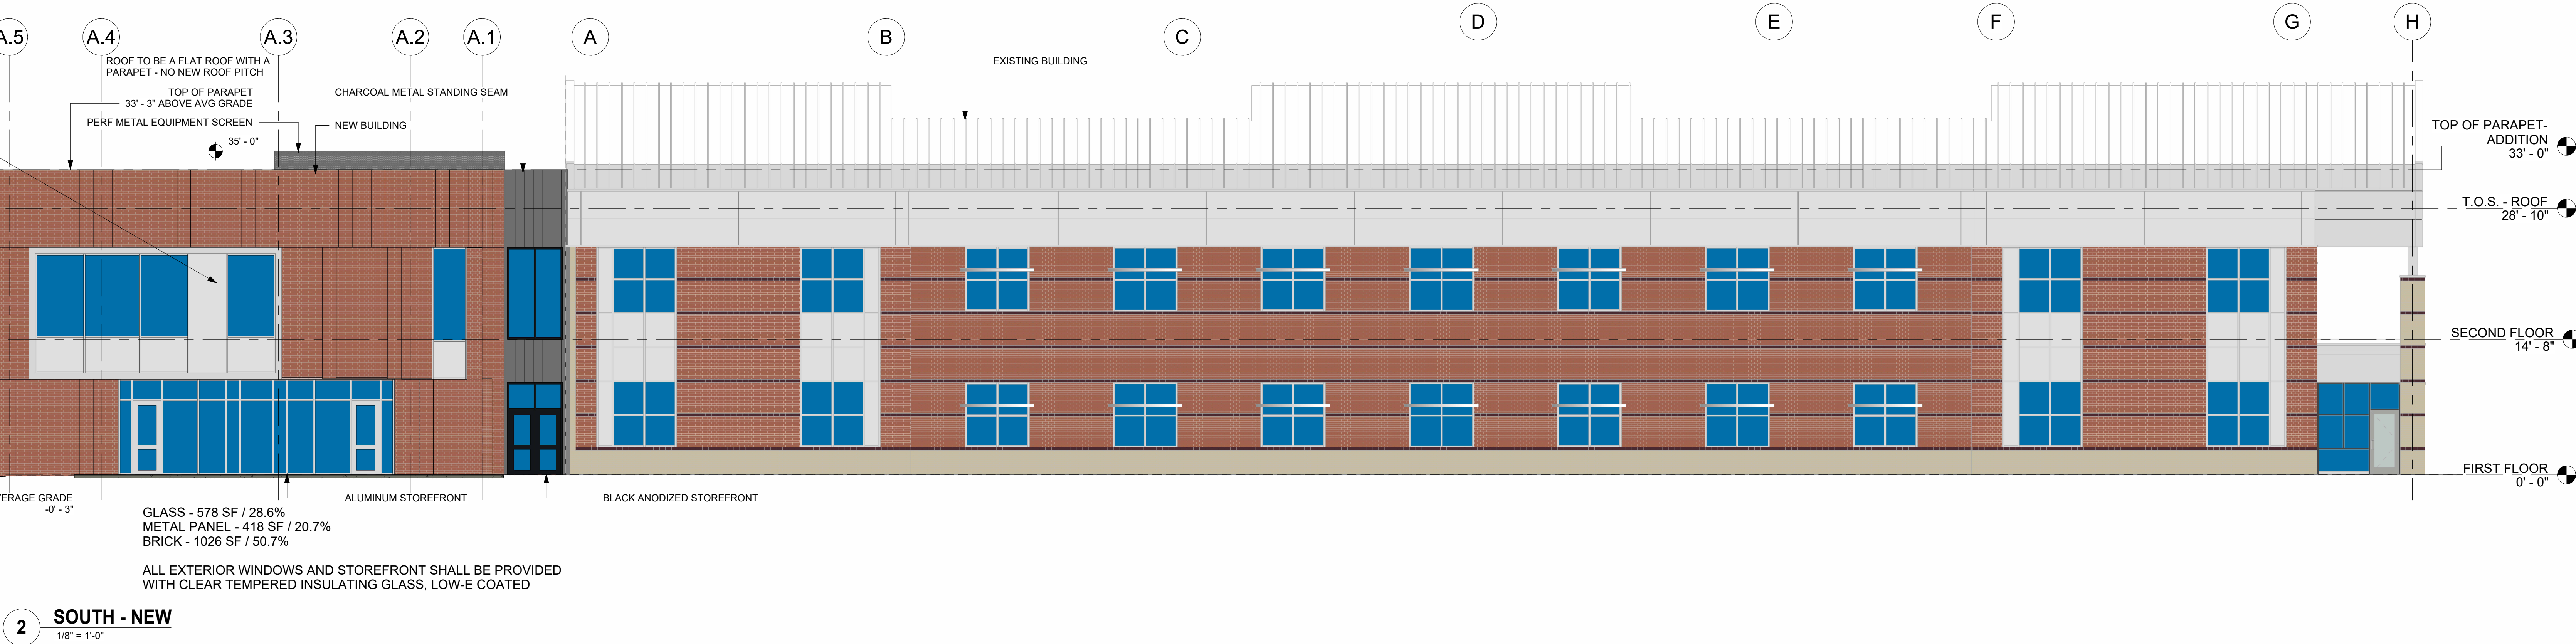 A.5
A.4
A.3
A.2
A.1
A
B
C
D
E
F
G
H
ROOF TO BE A FLAT ROOF WITH A
PARAPET - NO NEW ROOF PITCH
TOP OF PARAPET
33' - 3" ABOVE AVG GRADE
PERF METAL EQUIPMENT SCREEN
35' - 0"
CHARCOAL METAL STANDING SEAM
NEW BUILDING
EXISTING BUILDING
TOP OF PARAPET-
ADDITION
33' - 0"
T.O.S. - ROOF
28' - 10"
SECOND FLOOR
14' - 8"
FIRST FLOOR
0' - 0"
ERAGE GRADE
-0' - 3"
ALUMINUM STOREFRONT
BLACK ANODIZED STOREFRONT
GLASS - 578 SF / 28.6%
METAL PANEL - 418 SF / 20.7%
BRICK - 1026 SF / 50.7%
ALL EXTERIOR WINDOWS AND STOREFRONT SHALL BE PROVIDED
WITH CLEAR TEMPERED INSULATING GLASS, LOW-E COATED
2
SOUTH - NEW
1/8" = 1'-0"